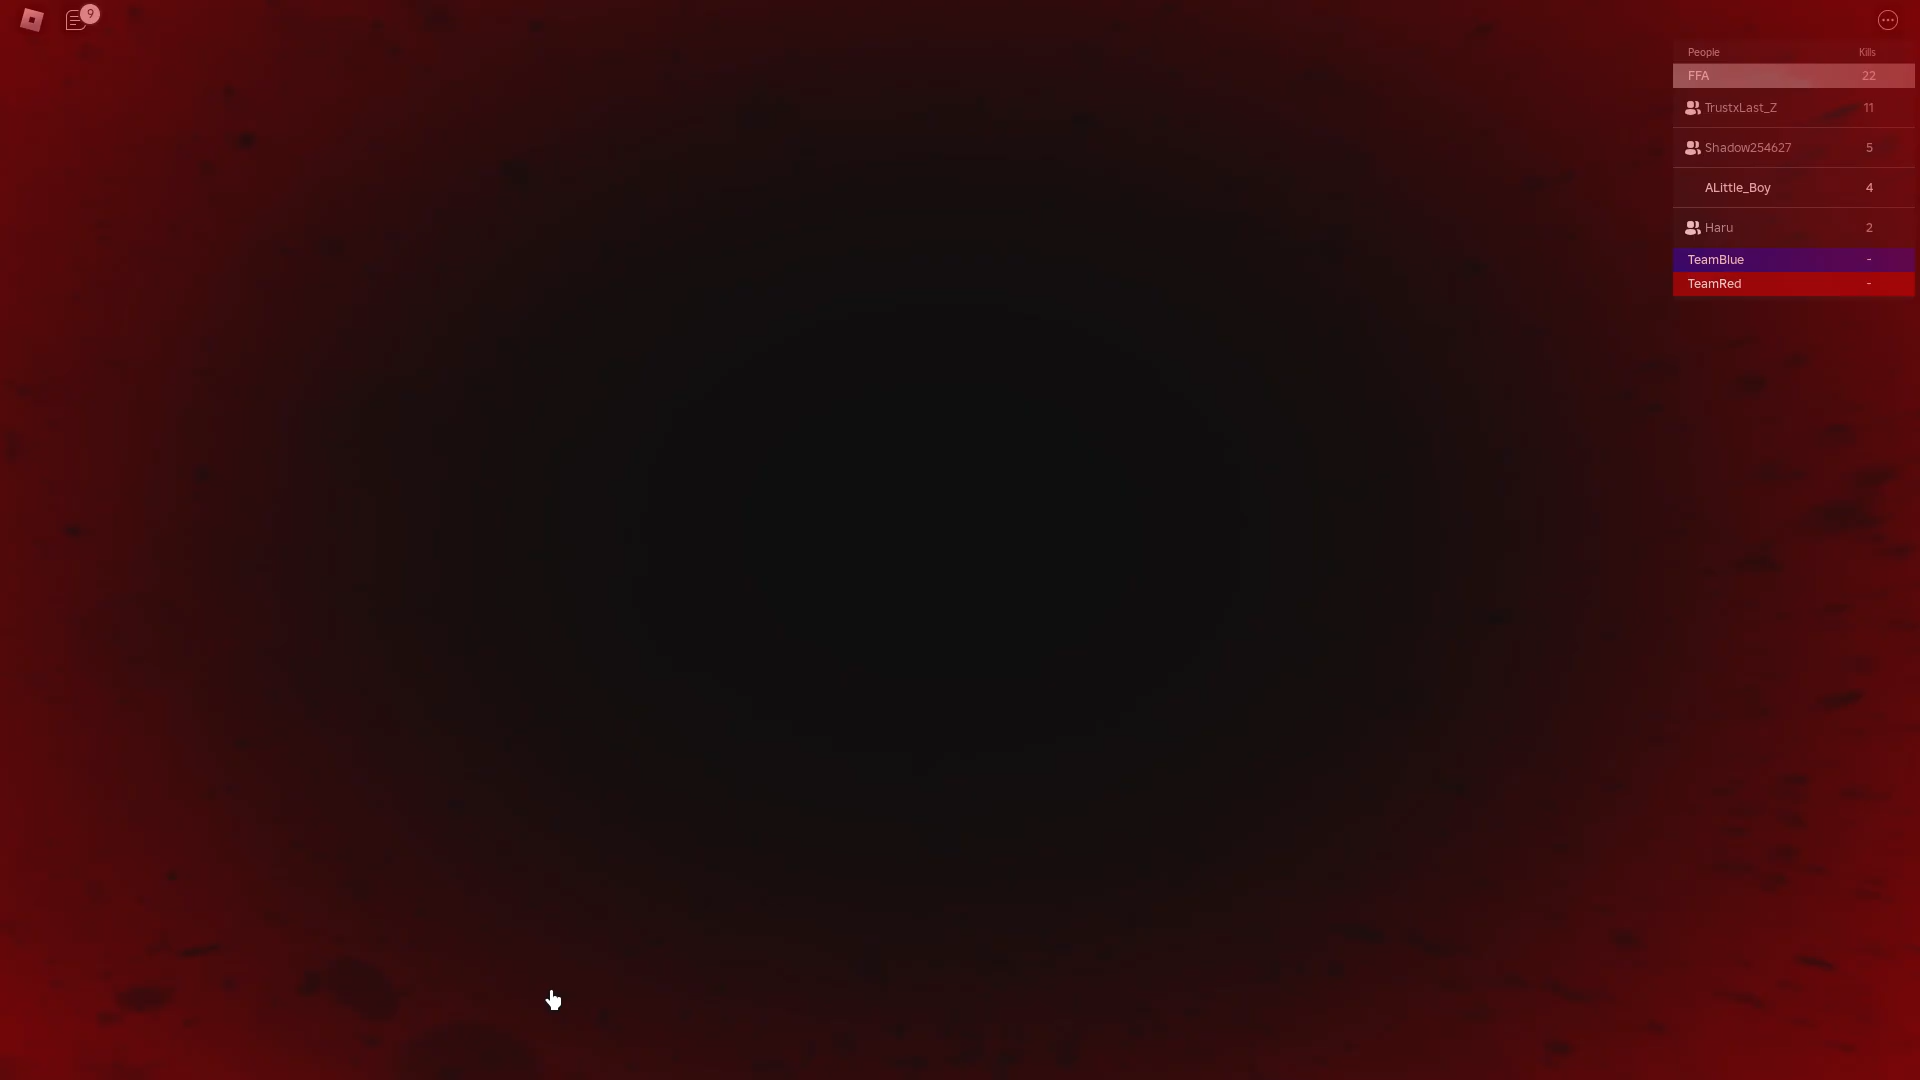 9
People Kills
FFA 22
TrustxLast_Z 11
Shadow254627 5
ALittle_Boy 4
Haru 2
TeamBlue -
TeamRed -